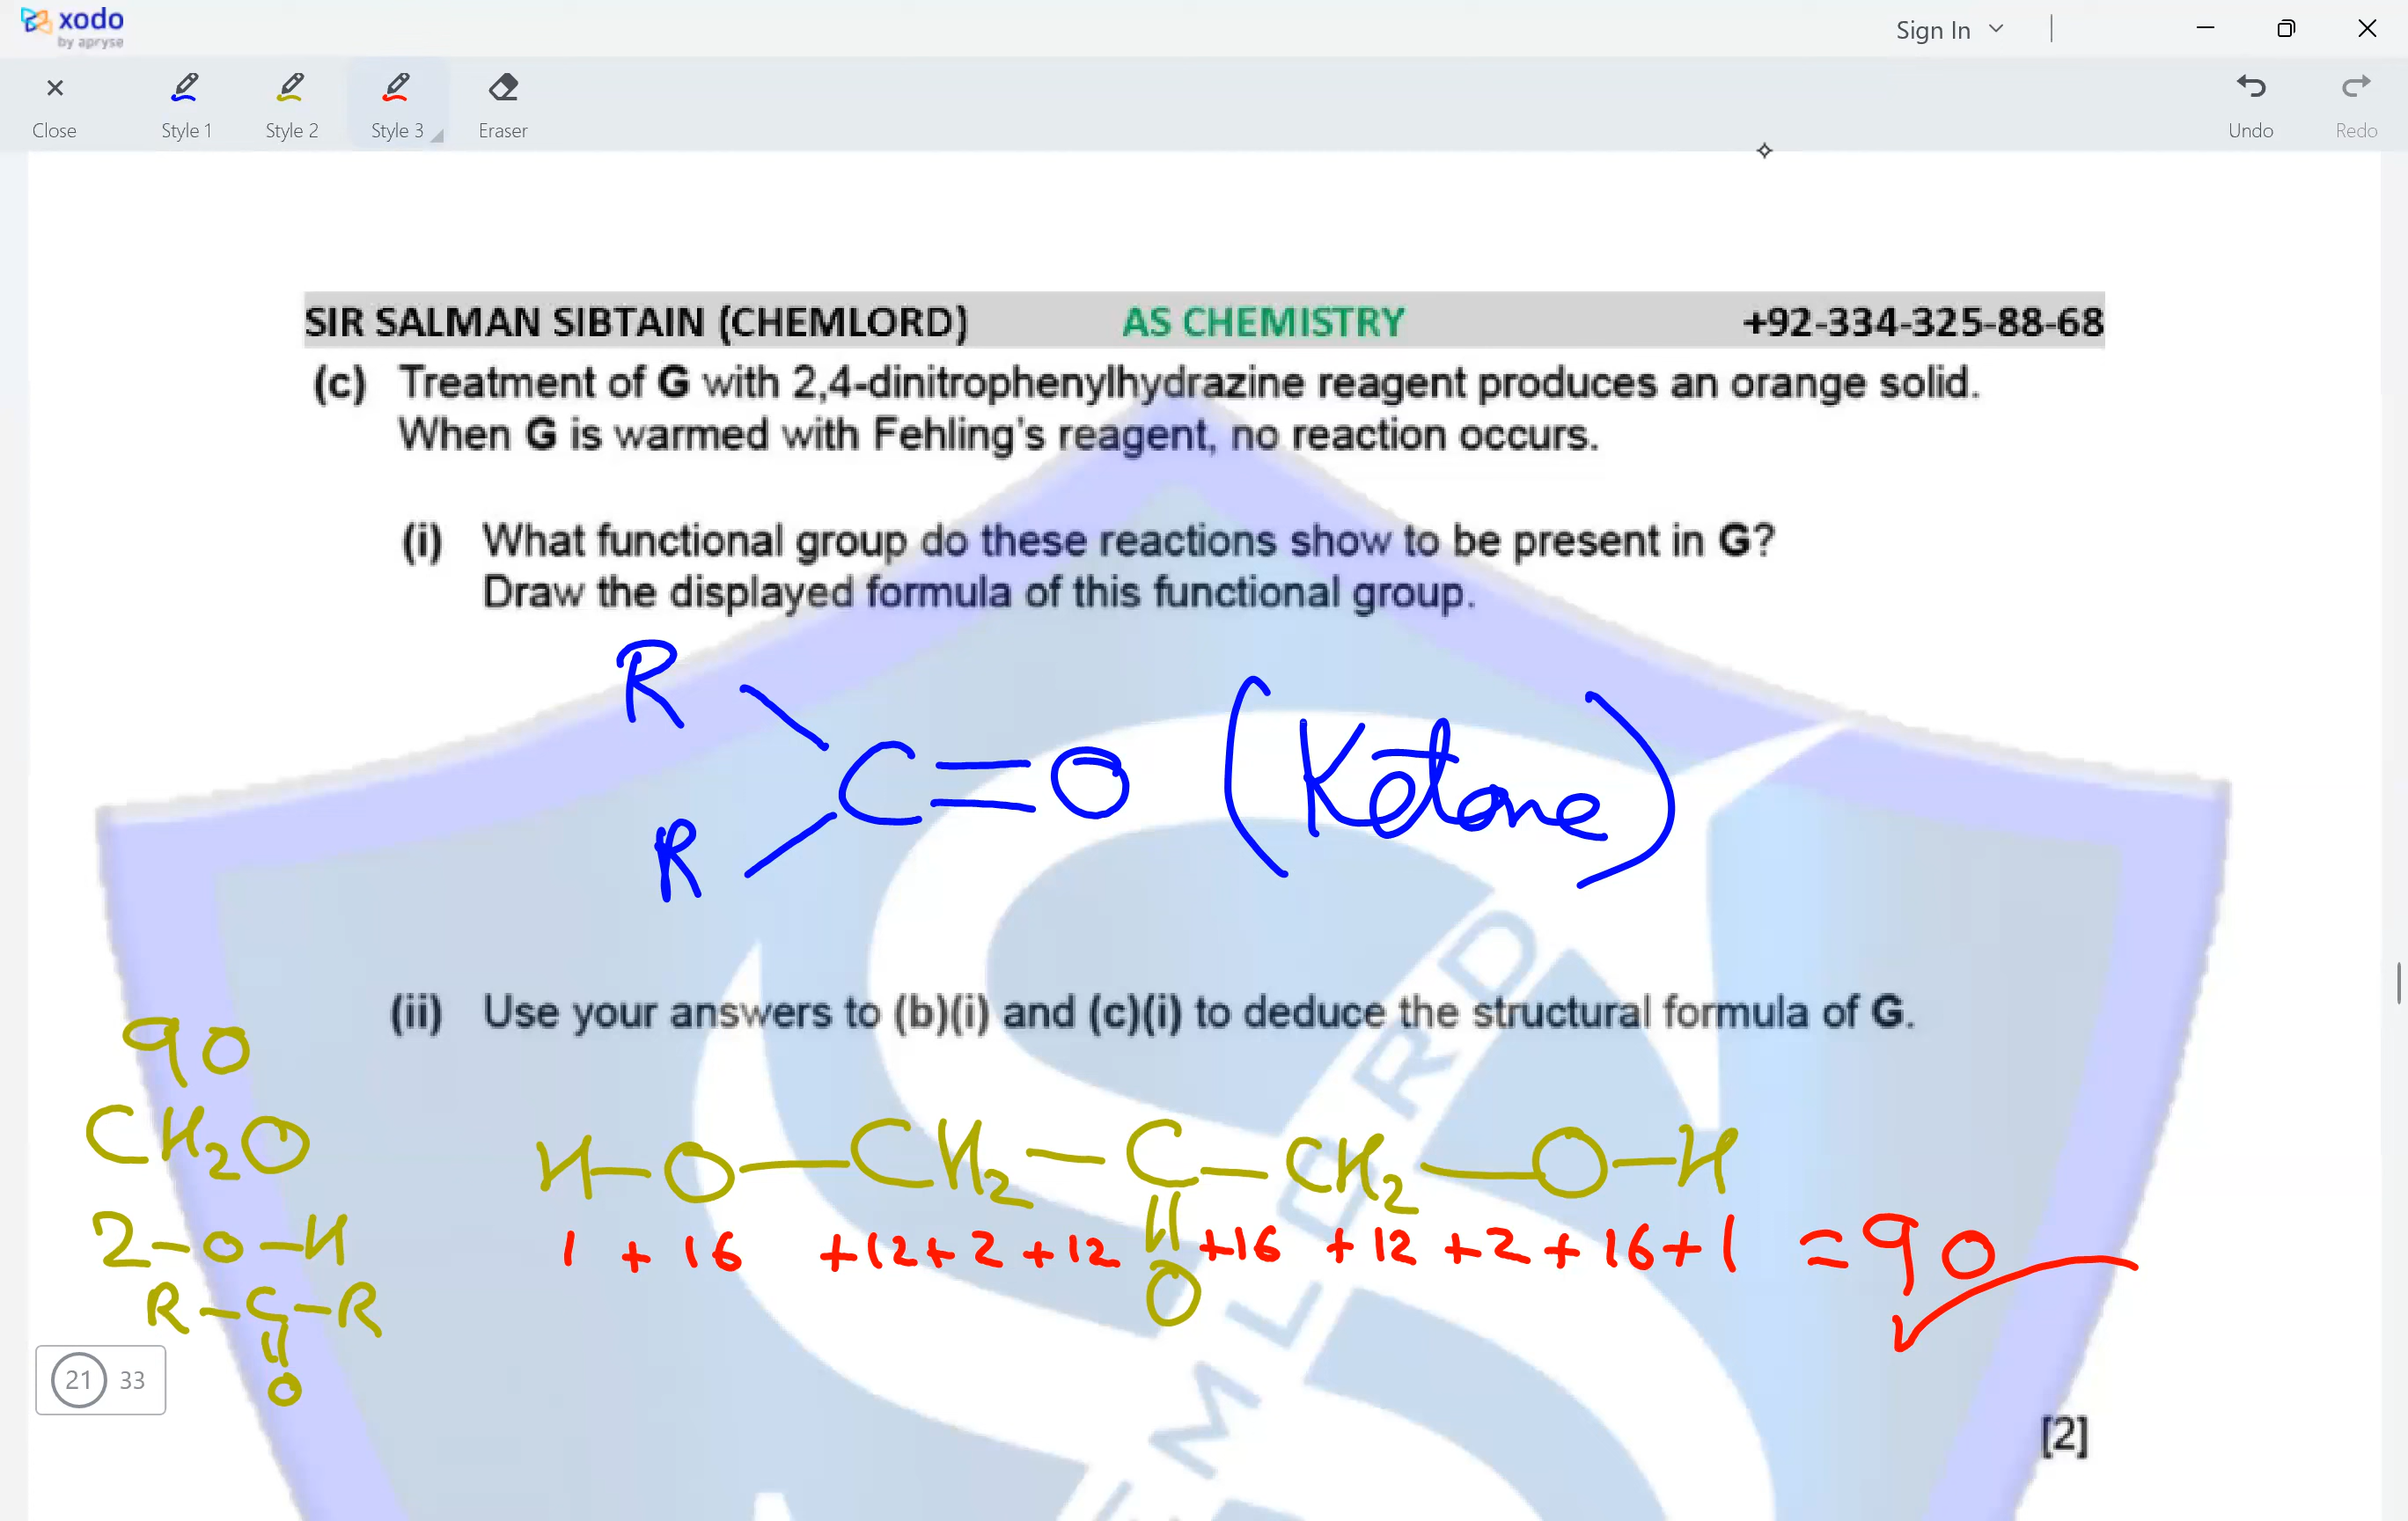 xodo
by apryse
Sign In
Close
Style 1
Style 2
Style 3
Eraser
Undo
Redo
SIR SALMAN SIBTAIN (CHEMLORD) AS CHEMISTRY +92-334-325-88-68
(c) Treatment of G with 2,4-dinitrophenylhydrazine reagent produces an orange solid.
When G is warmed with Fehling's reagent, no reaction occurs.
(i) What functional group do these reactions show to be present in G?
Draw the displayed formula of this functional group.
R
C=O (Ketone)
R
(ii) Use your answers to (b)(i) and (c)(i) to deduce the structural formula of G.
90
CH₂O
2-O-H
R-C-R
||
O
H-O-CH₂-C-CH₂-O-H
||
O
1 + 16 +12+2+12 +16 +12+2+16+1 =90 ✓
21 33
[2]
EMLORD